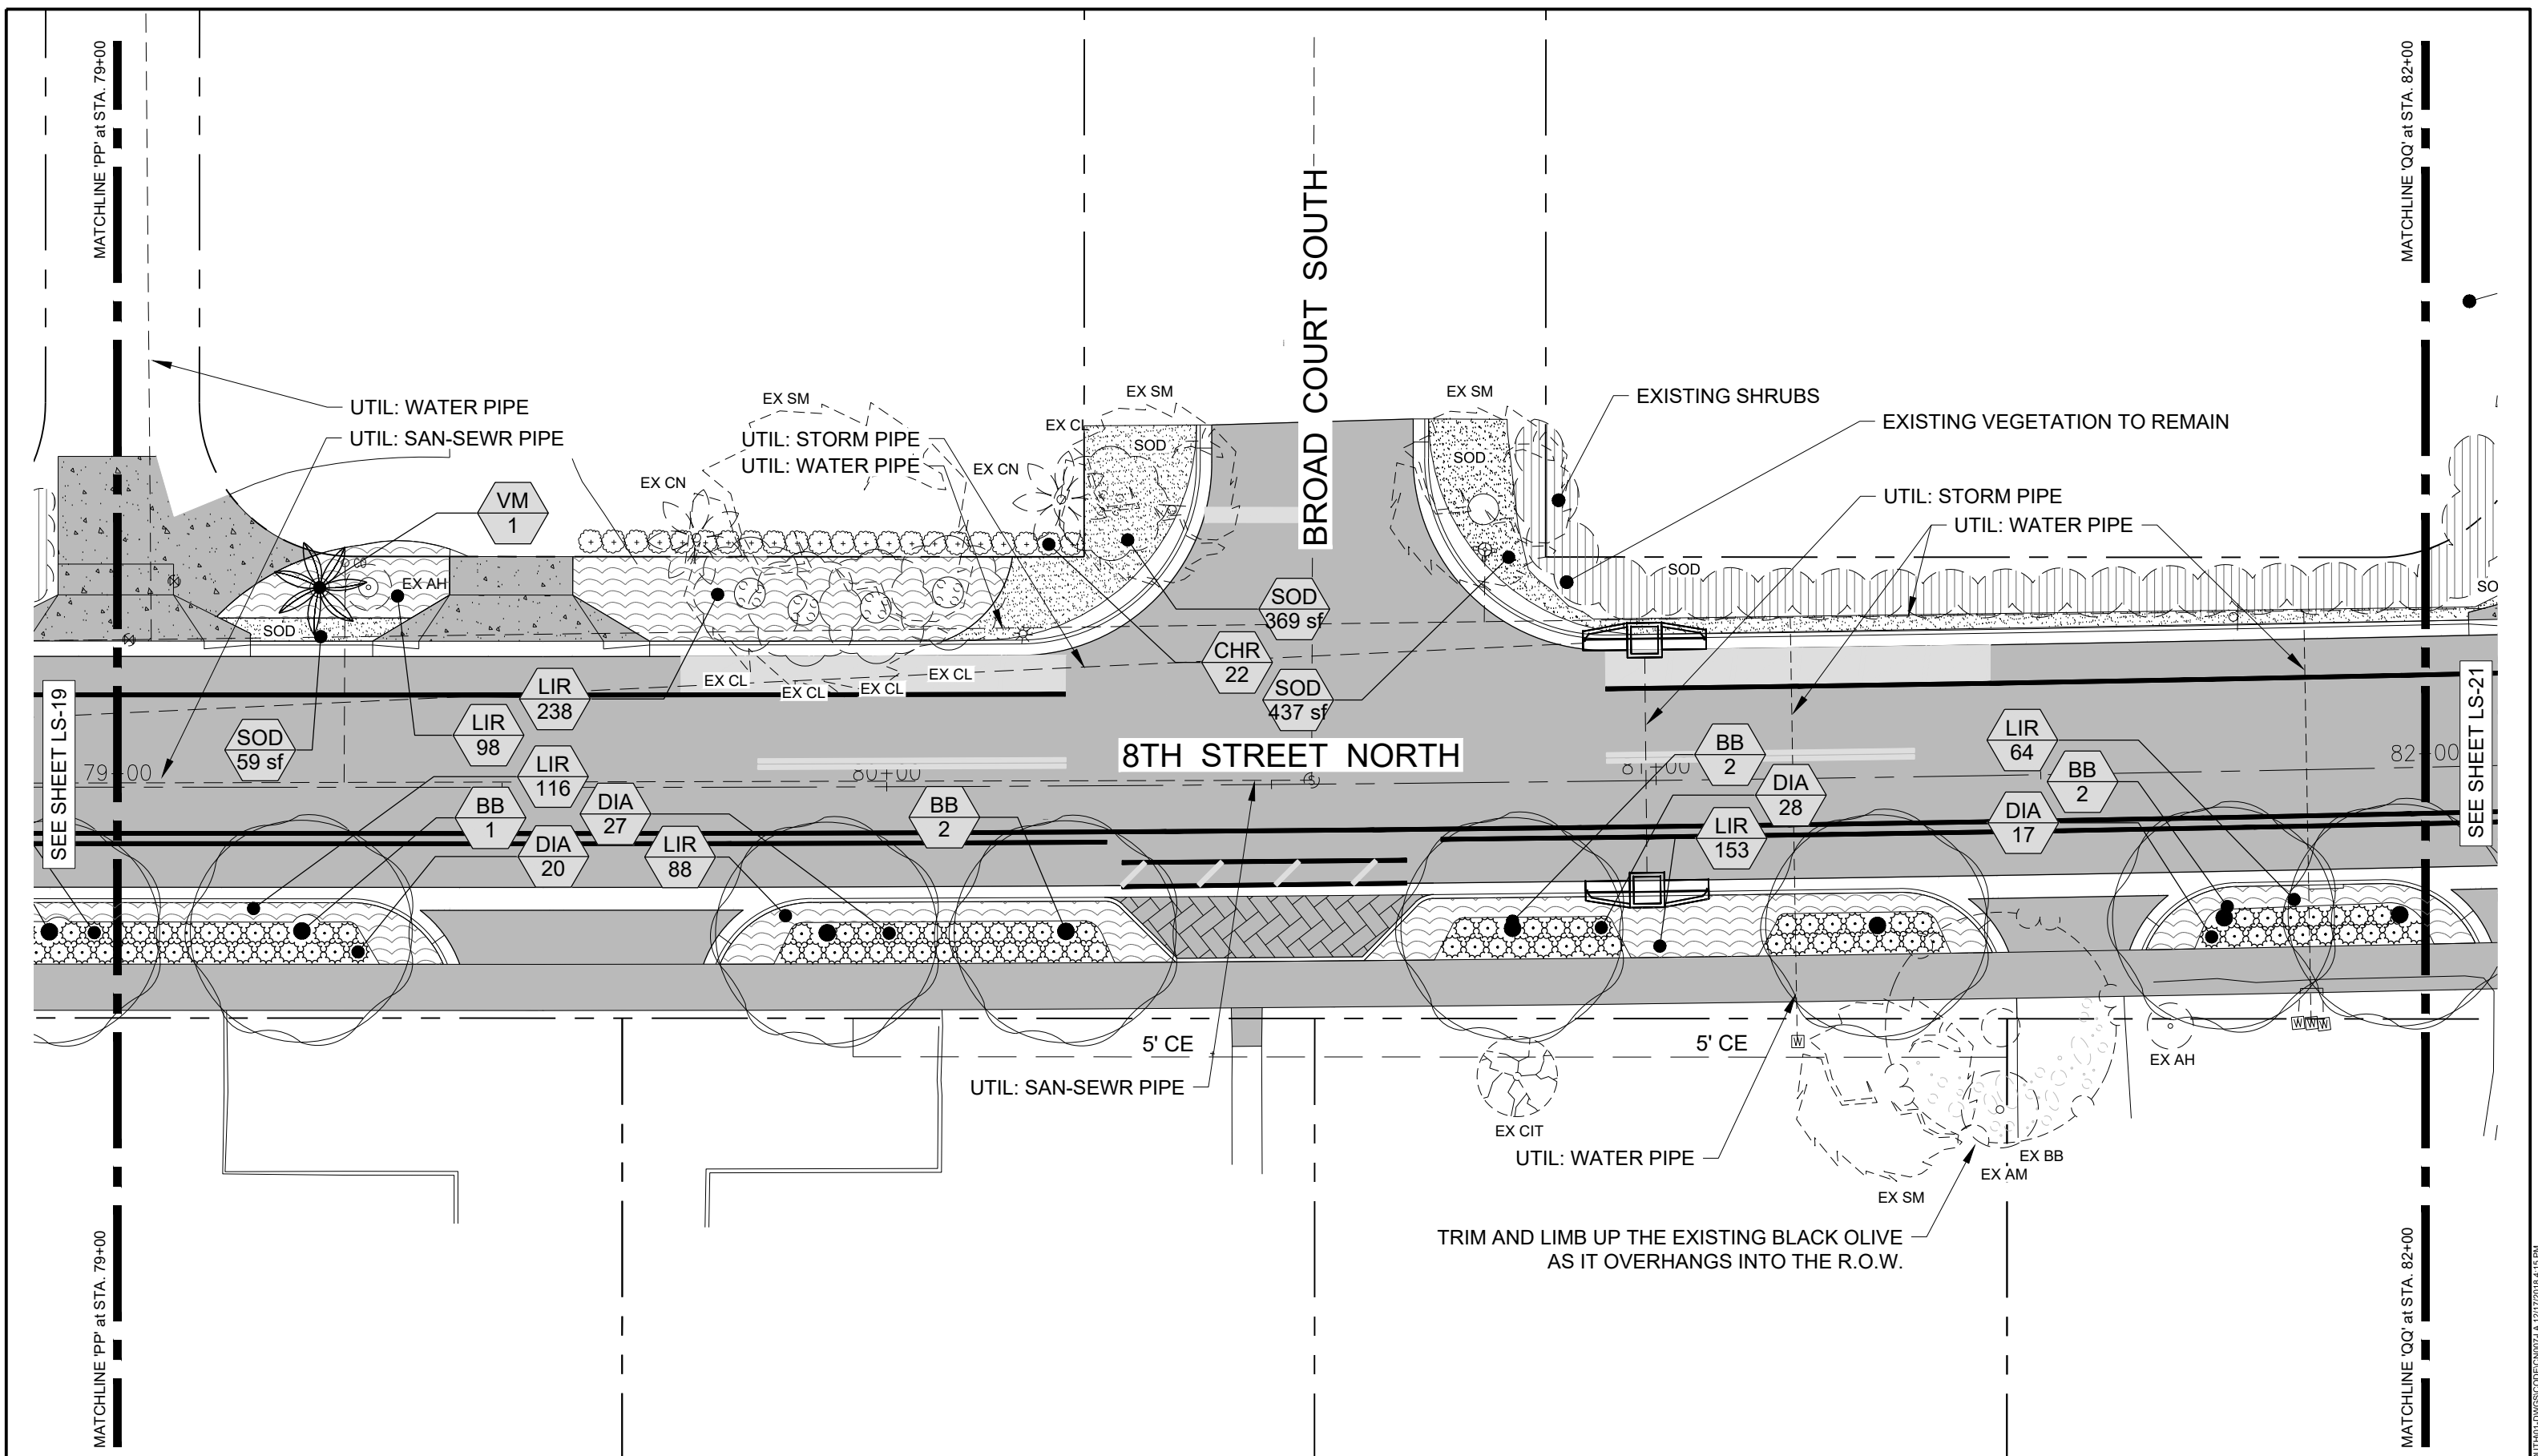 MATCHLINE 'PP' at STA. 79+00
MATCHLINE 'QQ' at STA. 82+00
BROAD COURT SOUTH
UTIL: WATER PIPE
UTIL: SAN-SEWR PIPE
EX SM
UTIL: STORM PIPE
UTIL: WATER PIPE
EX CN
EX CN
EX CL
EX SM
SOD
EX SM
SOD
EXISTING SHRUBS
EXISTING VEGETATION TO REMAIN
UTIL: STORM PIPE
UTIL: WATER PIPE
VM
1
EX AH
SOD
SOD
SOD
369 sf
CHR
22
SOD
437 sf
EX CL
EX CL
EX CL
EX CL
LIR
238
LIR
98
SOD
59 sf
LIR
116
BB
1
DIA
20
DIA
27
LIR
88
BB
2
8TH STREET NORTH
BB
2
DIA
28
LIR
153
LIR
64
BB
2
DIA
17
79+00
80+00
81+00
82+00
SEE SHEET LS-19
SEE SHEET LS-21
5' CE
5' CE
W
W
W
W
UTIL: SAN-SEWR PIPE
EX CIT
UTIL: WATER PIPE
EX AH
EX BB
EX AM
EX SM
TRIM AND LIMB UP THE EXISTING BLACK OLIVE
AS IT OVERHANGS INTO THE R.O.W.
MATCHLINE 'PP' at STA. 79+00
MATCHLINE 'QQ' at STA. 82+00